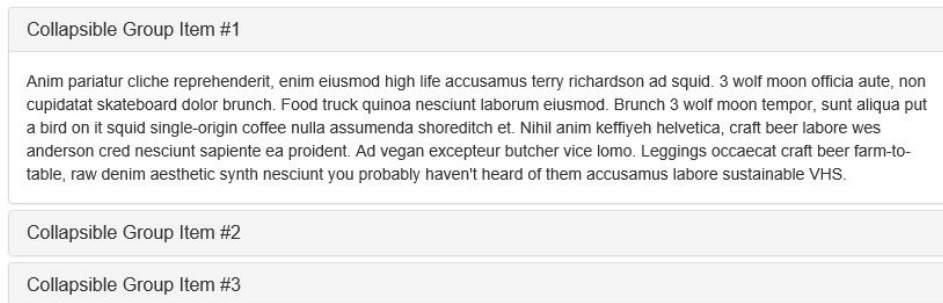 Collapsible Group Item #1
Anim pariatur cliche reprehenderit, enim eiusmod high life accusamus terry richardson ad squid. 3 wolf moon officia aute, non
cupidatat skateboard dolor brunch. Food truck quinoa nesciunt laborum eiusmod. Brunch 3 wolf moon tempor, sunt aliqua put
a bird on it squid single-origin coffee nulla assumenda shoreditch et. Nihil anim keffiyeh helvetica, craft beer labore wes
anderson cred nesciunt sapiente ea proident. Ad vegan excepteur butcher vice lomo. Leggings occaecat craft beer farm-to-
table, raw denim aesthetic synth nesciunt you probably haven't heard of them accusamus labore sustainable VHS.
Collapsible Group Item #2
Collapsible Group Item #3